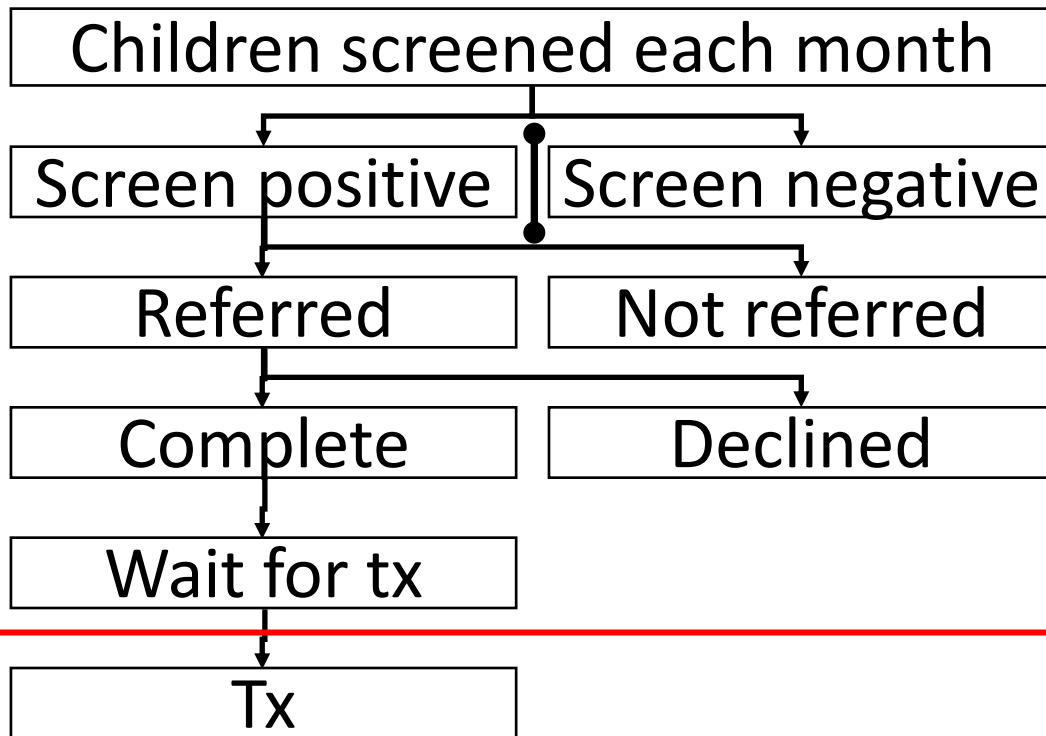 Children screened each month
Screen positive
Screen negative
Referred
Not referred
Complete
Declined
Wait for tx
Tx